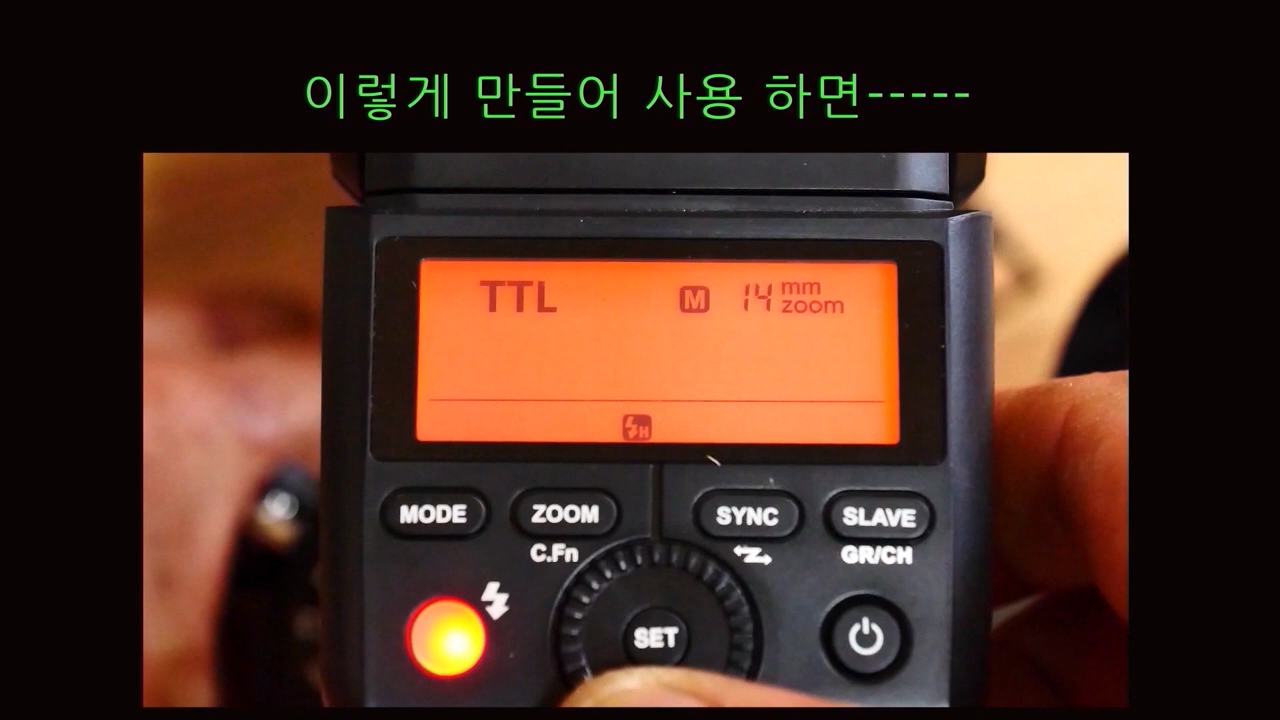 이렇게 만들어 사용 하면-----
TTL M 14 mm zoom
H
MODE ZOOM SYNC SLAVE
C.Fn GR/CH
SET